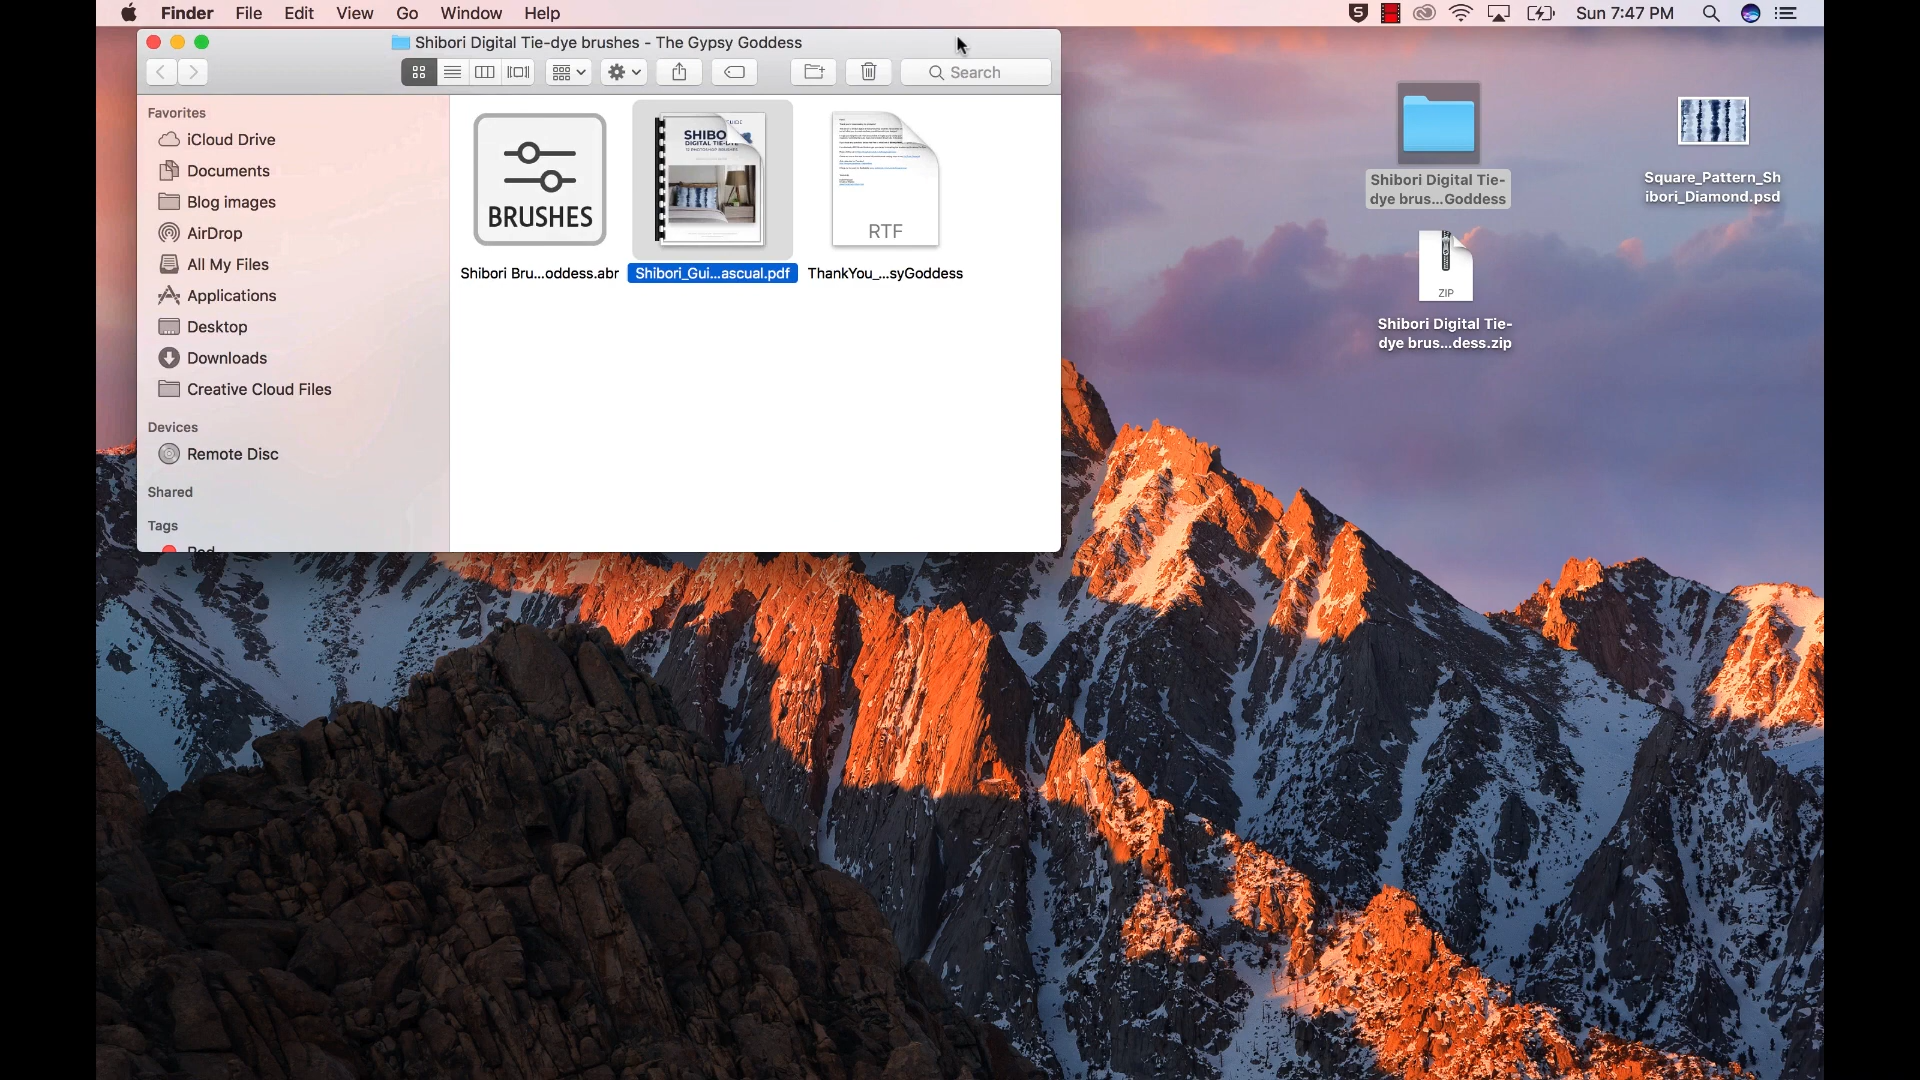 Finder File Edit View Go Window Help
Sun 7:47 PM
Shibori Digital Tie-dye brushes - The Gypsy Goddess
Search
Favorites
iCloud Drive
Documents
Blog images
AirDrop
All My Files
Applications
Desktop
Downloads
Creative Cloud Files
Devices
Remote Disc
Shared
Tags
Red
BRUSHES
Shibori Bru...oddess.abr
SHIBO
DIGITAL TIE-
Shibori_Gui...ascual.pdf
RTF
ThankYou_...syGoddess
Shibori Digital Tie-
dye brus...Goddess
Square_Pattern_Sh
ibori_Diamond.psd
ZIP
Shibori Digital Tie-
dye brus...dess.zip